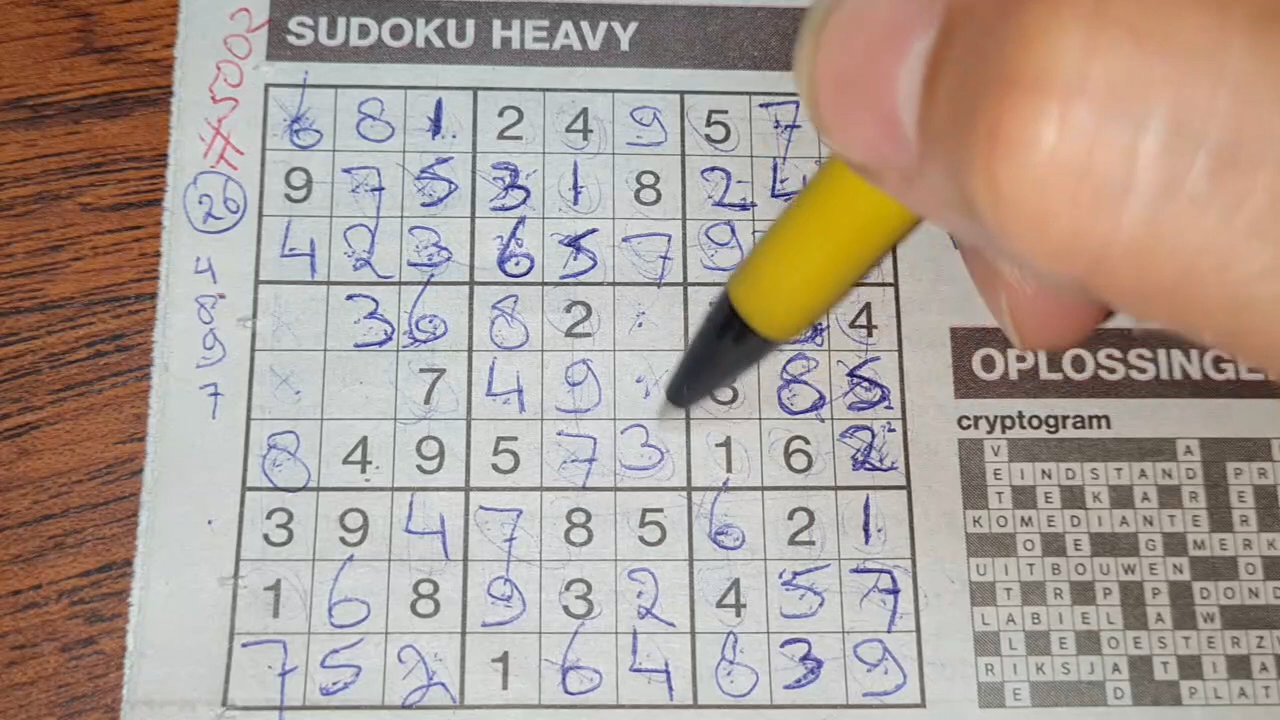 SUDOKU HEAVY
#5002
26
7 war 4
6 8 1 2 4 9 5 7
9 7 5 3 1 8 2 4
4 2 3 6 5 7 9
3 6 8 2 4
7 4 9 8 5
8 4 9 5 7 3 1 6 2
3 9 4 7 8 5 6 2 1
1 6 8 9 3 2 4 5 7
7 5 2 1 6 4 8 3 9
OPLOSSINGE
cryptogram
V A
EINDSTAND PR
T E K A R E
KOMEDIANTE R
O E G MERK
UITBOUWEN O
T R P P DOND
LABIEL A W
L E OESTERZ
RIKSJA T I A
E D PLAT